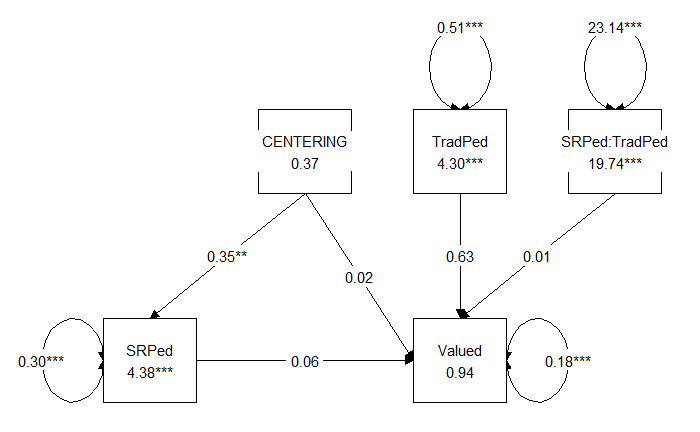 0.51***
23.14***
CENTERING
0.37
TradPed
4.30***
SRPed:TradPed
19.74***
0.35**
0.02
0.63
0.01
0.30***
SRPed
4.38***
0.06
Valued
0.94
0.18***